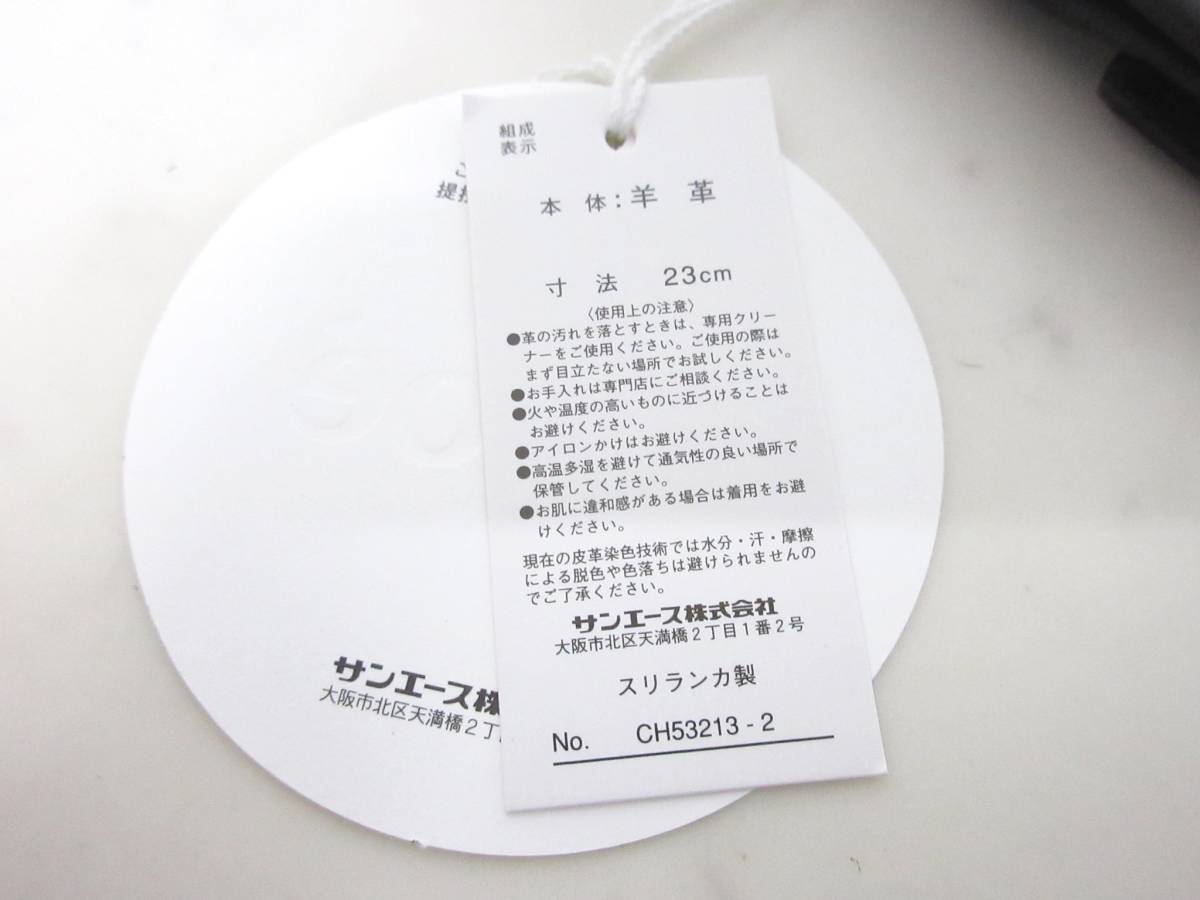 組成
表示
本 体：羊 革
寸 法 23cm
〈使用上の注意〉
●革の汚れを落とすときは、専用クリー
ナーをご使用ください。ご使用の際は
まず目立たない場所でお試しください。
●お手入れは専門店にご相談ください。
●火や温度の高いものに近づけることは
お避けください。
●アイロンかけはお避けください。
●高温多湿を避けて通気性の良い場所で
保管してください。
●お肌に違和感がある場合は着用をお避
けください。
現在の皮革染色技術では水分・汗・摩擦
による脱色や色落ちは避けられませんの
でご了承ください。
サンエース株式会社
大阪市北区天満橋２丁目１番２号
スリランカ製
No. CH53213-2
サンエース株
大阪市北区天満橋２丁